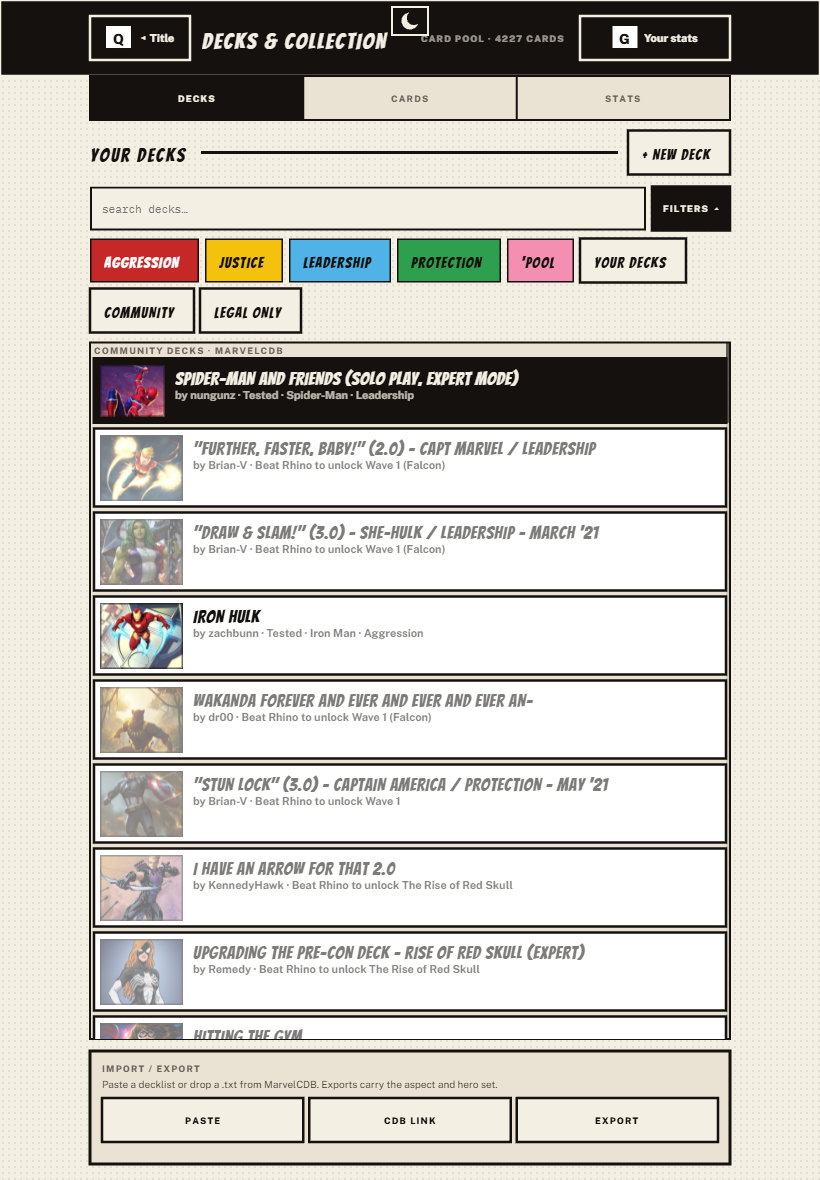 Q
Title
DECKS & COLLECTION
CARD POOL · 4227 CARDS
G
Your stats
DECKS
CARDS
STATS
YOUR DECKS
+ NEW DECK
search decks…
FILTERS
AGGRESSION
JUSTICE
LEADERSHIP
PROTECTION
'POOL
YOUR DECKS
COMMUNITY
LEGAL ONLY
COMMUNITY DECKS · MARVELCDB
SPIDER-MAN AND FRIENDS (SOLO PLAY, EXPERT MODE)
by nungunz · Tested · Spider-Man · Leadership
"FURTHER, FASTER, BABY!" (2.0) - CAPT MARVEL / LEADERSHIP
by Brian-V · Beat Rhino to unlock Wave 1 (Falcon)
"DRAW & SLAM!" (3.0) - SHE-HULK / LEADERSHIP - MARCH '21
by Brian-V · Beat Rhino to unlock Wave 1 (Falcon)
IRON HULK
by zachbunn · Tested · Iron Man · Aggression
WAKANDA FOREVER AND EVER AND EVER AND EVER AN-
by dr00 · Beat Rhino to unlock Wave 1 (Falcon)
"STUN LOCK" (3.0) - CAPTAIN AMERICA / PROTECTION - MAY '21
by Brian-V · Beat Rhino to unlock Wave 1
I HAVE AN ARROW FOR THAT 2.0
by KennedyHawk · Beat Rhino to unlock The Rise of Red Skull
UPGRADING THE PRE-CON DECK - RISE OF RED SKULL (EXPERT)
by Remedy · Beat Rhino to unlock The Rise of Red Skull
HITTING THE GYM
IMPORT / EXPORT
Paste a decklist or drop a .txt from MarvelCDB. Exports carry the aspect and hero set.
PASTE
CDB LINK
EXPORT